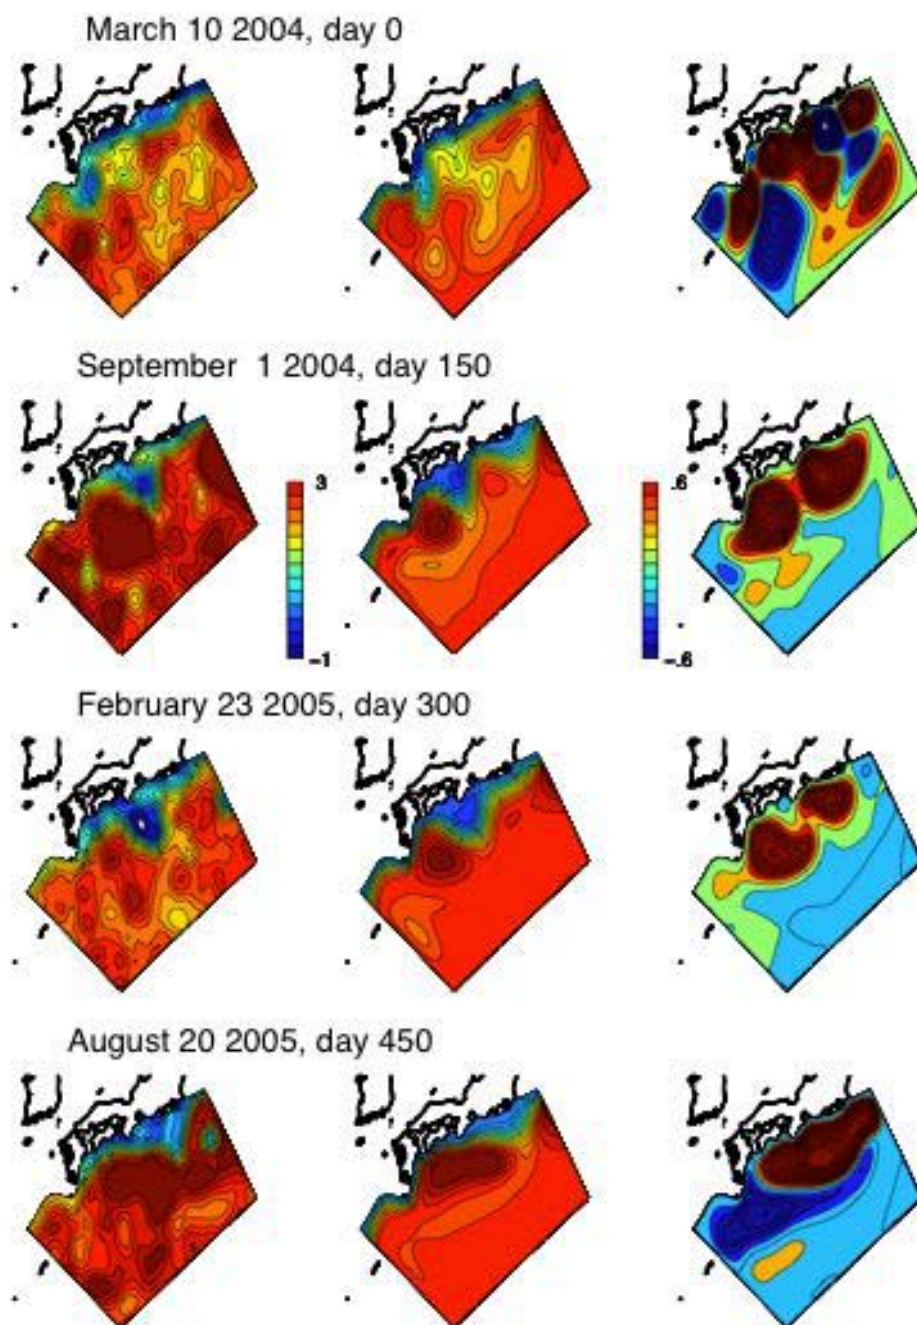 March 10 2004, day 0
September 1 2004, day 150
3
.6
-1
-.6
February 23 2005, day 300
August 20 2005, day 450